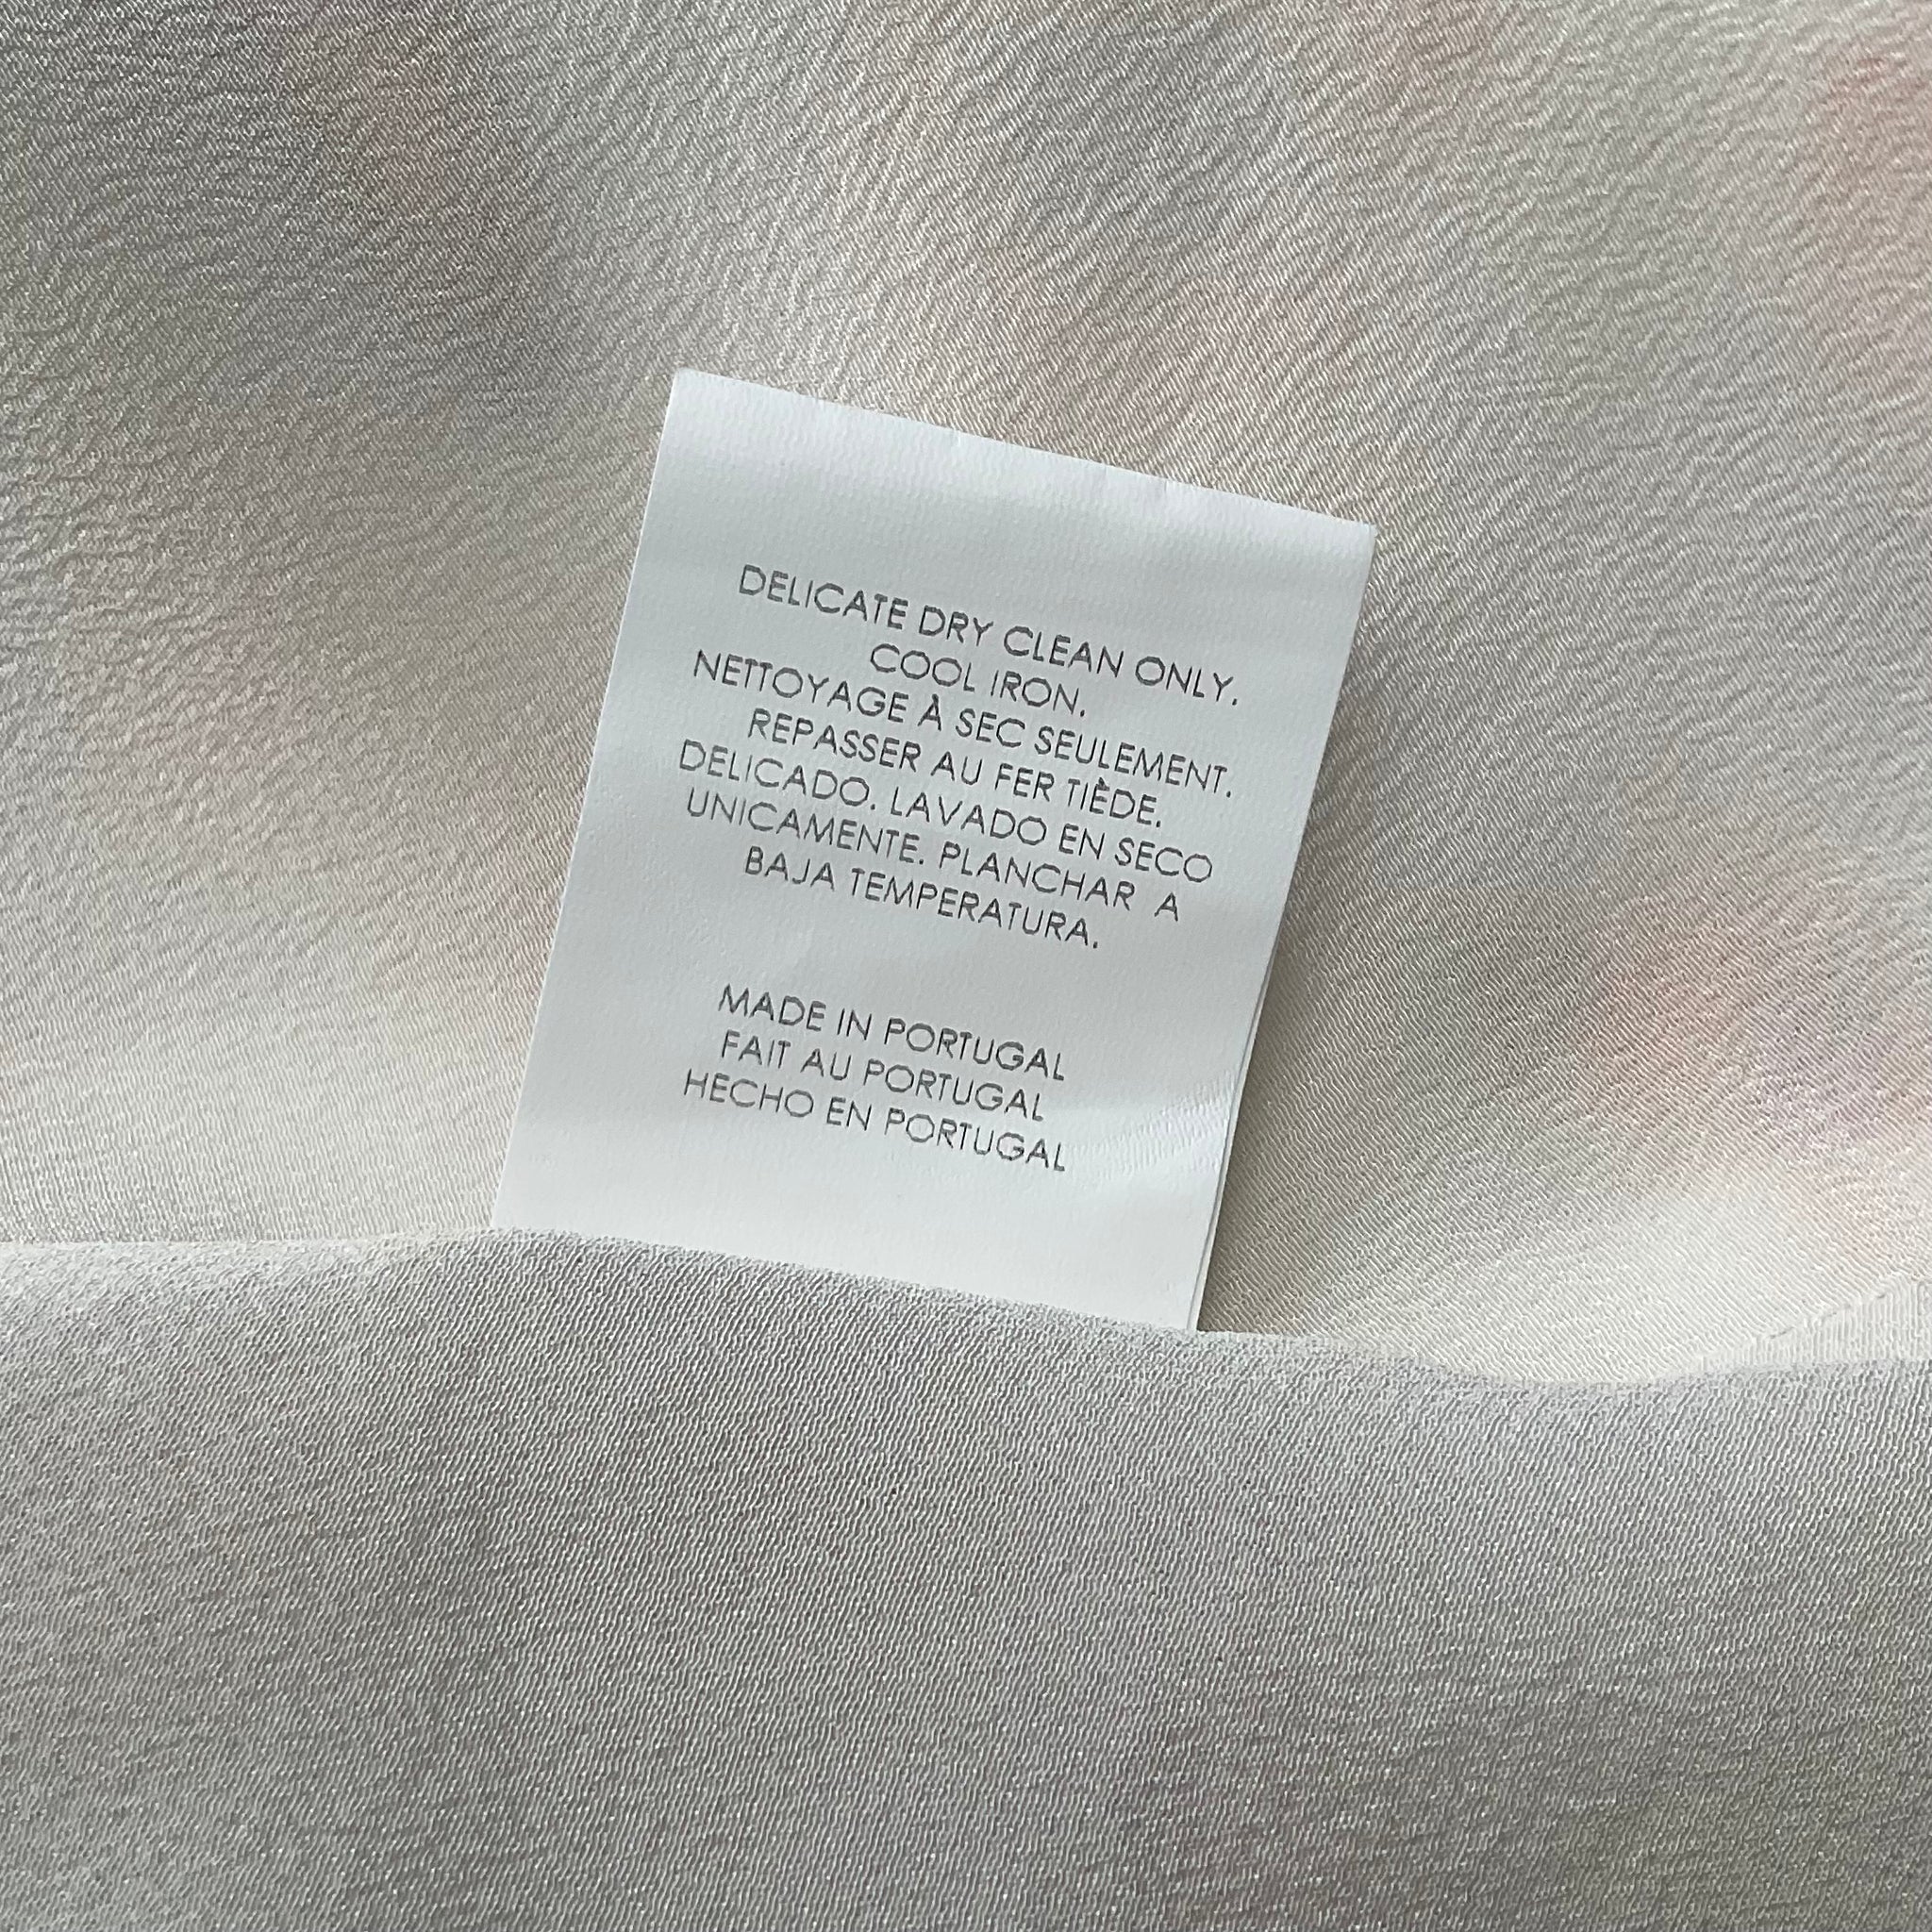 DELICATE DRY CLEAN ONLY.
COOL IRON.
NETTOYAGE À SEC SEULEMENT.
REPASSER AU FER TIÈDE.
DELICADO. LAVADO EN SECO
UNICAMENTE. PLANCHAR A
BAJA TEMPERATURA.
MADE IN PORTUGAL
FAIT AU PORTUGAL
HECHO EN PORTUGAL